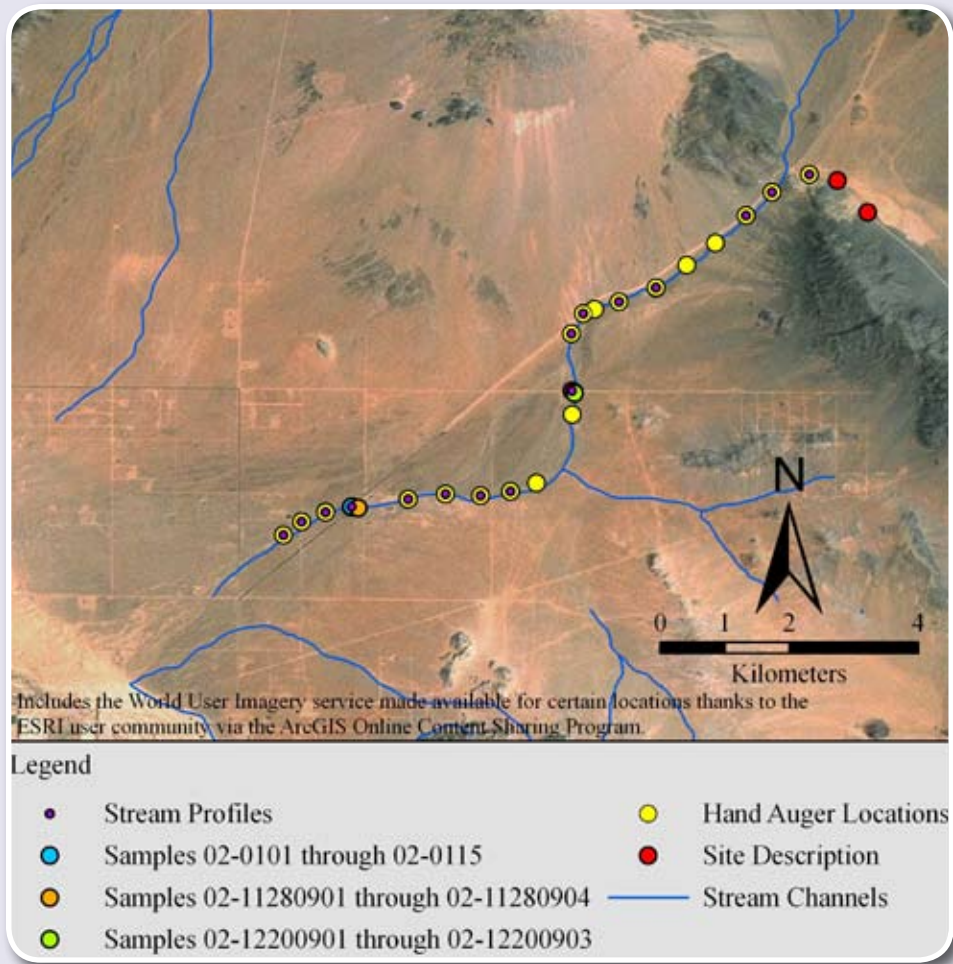 N
0 1 2 4
Kilometers
Includes the World User Imagery service made available for certain locations thanks to the
ESRI user community via the ArcGIS Online Content Sharing Program.
Legend
Stream Profiles
Samples 02-0101 through 02-0115
Samples 02-11280901 through 02-11280904
Samples 02-12200901 through 02-12200903
Hand Auger Locations
Site Description
Stream Channels